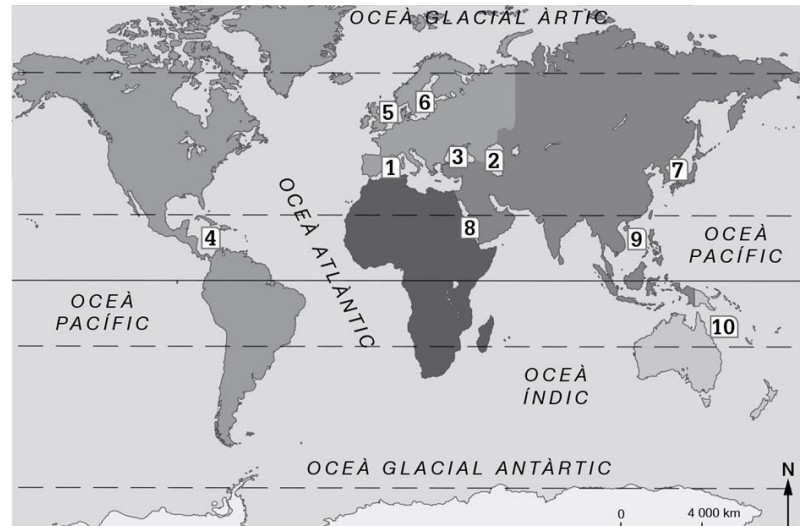 OCEÀ GLACIAL ÀRTIC
5
6
1
3
2
7
OCEÀ ATLÀNTIC
4
8
9
OCEÀ
PACÍFIC
OCEÀ
PACÍFIC
10
OCEÀ
ÍNDIC
OCEÀ GLACIAL ANTÀRTIC
N
0
4 000 km